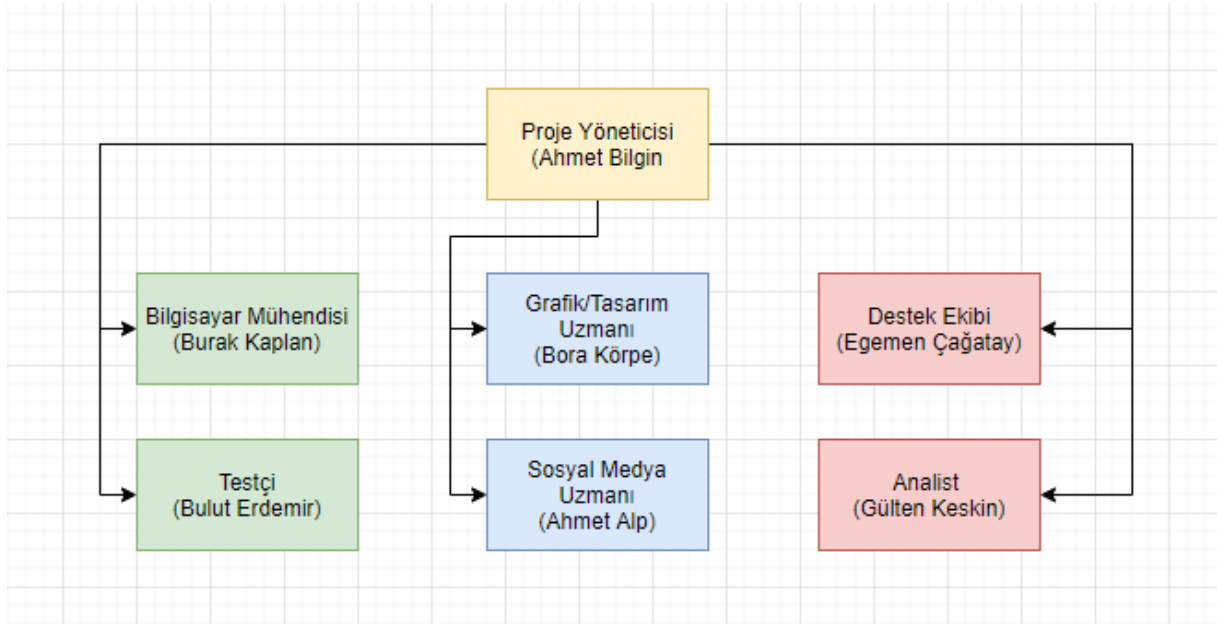 Proje Yöneticisi
(Ahmet Bilgin
Bilgisayar Mühendisi
(Burak Kaplan)
Grafik/Tasarım
Uzmanı
(Bora Körpe)
Destek Ekibi
(Egemen Çağatay)
Testçi
(Bulut Erdemir)
Sosyal Medya
Uzmanı
(Ahmet Alp)
Analist
(Gülten Keskin)